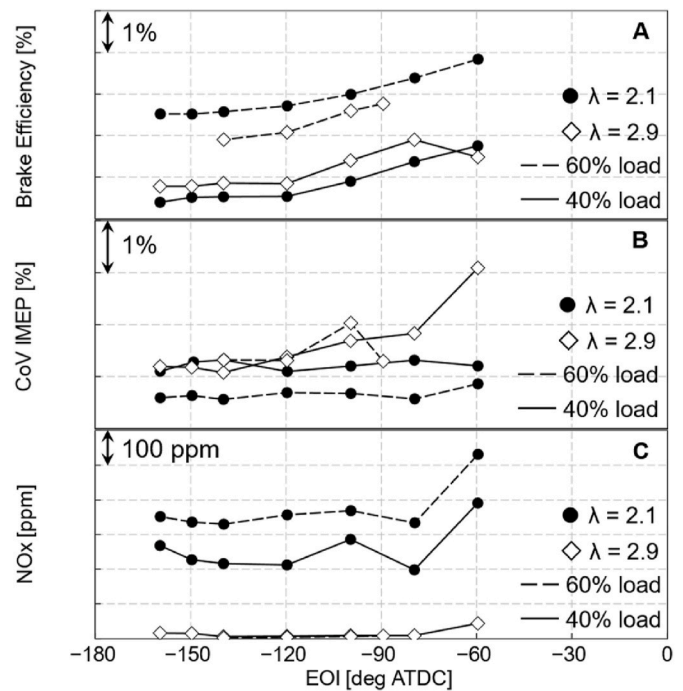 1%
A
Brake Efficiency [%]
λ = 2.1
λ = 2.9
60% load
40% load
1%
B
CoV IMEP [%]
λ = 2.1
λ = 2.9
60% load
40% load
100 ppm
C
NOx [ppm]
λ = 2.1
λ = 2.9
60% load
40% load
−180 −150 −120 −90 −60 −30 0
EOI [deg ATDC]